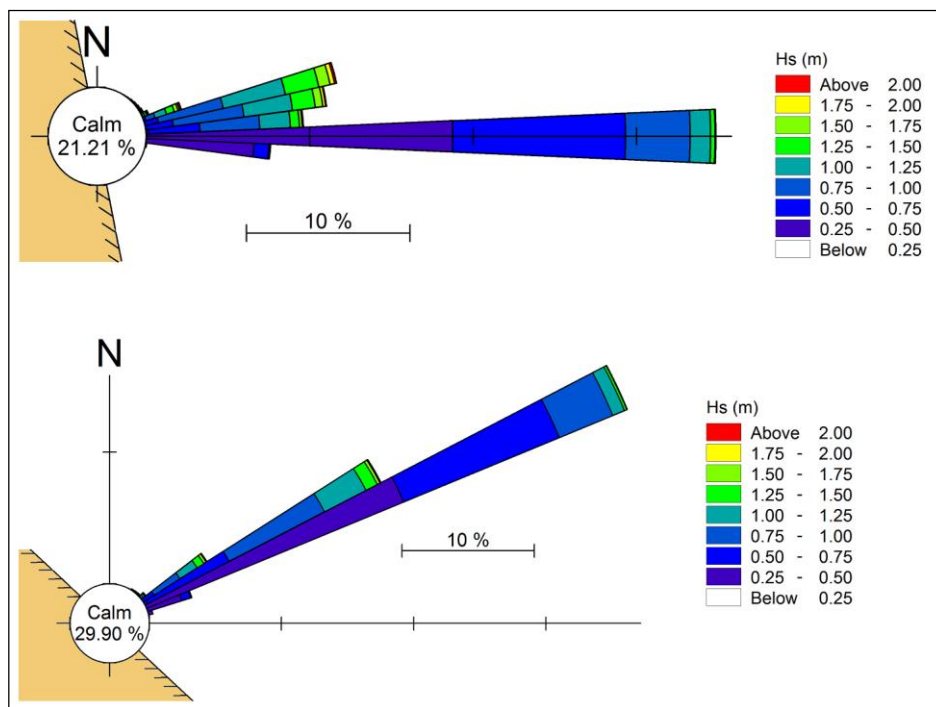 N
Calm
21.21 %
10 %
Hs (m)
Above 2.00
1.75 - 2.00
1.50 - 1.75
1.25 - 1.50
1.00 - 1.25
0.75 - 1.00
0.50 - 0.75
0.25 - 0.50
Below 0.25
N
Calm
29.90 %
10 %
Hs (m)
Above 2.00
1.75 - 2.00
1.50 - 1.75
1.25 - 1.50
1.00 - 1.25
0.75 - 1.00
0.50 - 0.75
0.25 - 0.50
Below 0.25